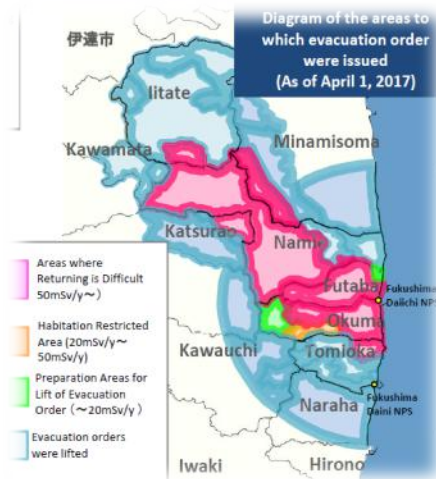 Diagram of the areas to
which evacuation order
were issued
(As of April 1, 2017)
伊達市
Iitate
Minamisoma
Kawamata
Katsurao
Namie
Areas where
Returning is Difficult
50mSv/y～)
Futaba
Fukushima
Daiichi NPS
Okuma
Habitation Restricted
Area (20mSv/y～
50mSv/y)
Kawauchi
Tomioka
Preparation Areas for
Lift of Evacuation
Order (～20mSv/y )
Fukushima
Daini NPS
Naraha
Evacuation orders
were lifted
Iwaki
Hirono